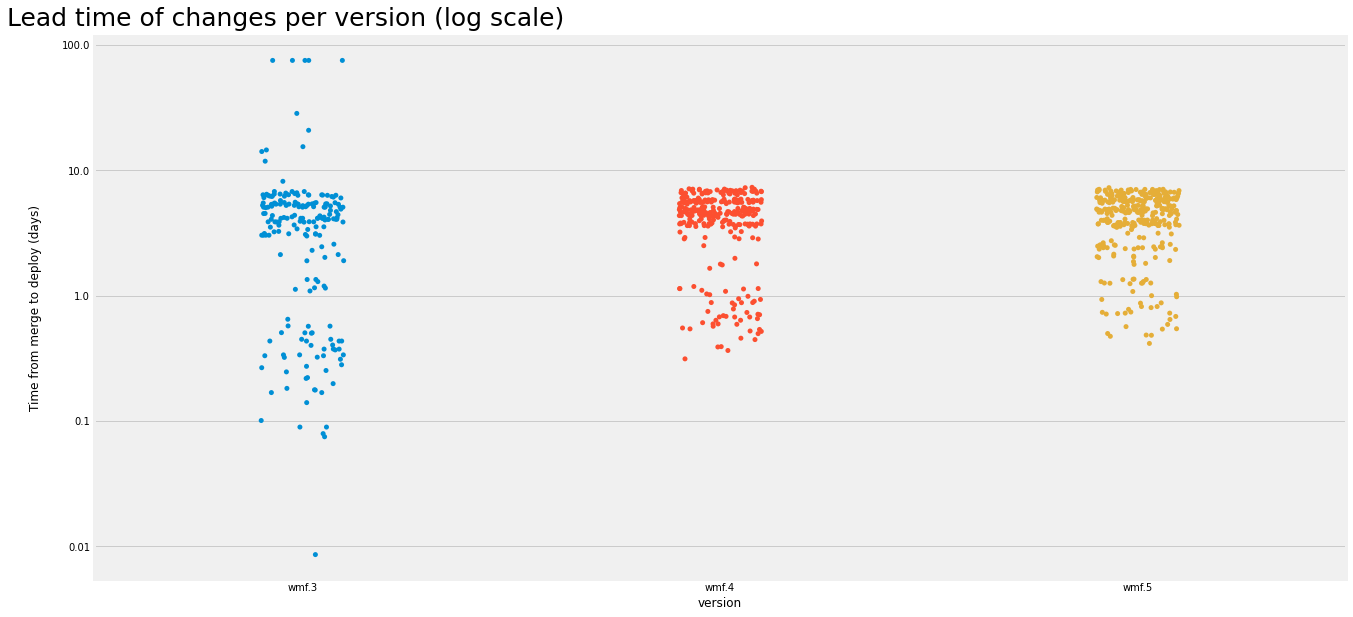 Lead time of changes per version (log scale)
100.0
10.0
1.0
0.1
0.01
Time from merge to deploy (days)
wmf.3
wmf.4
wmf.5
version